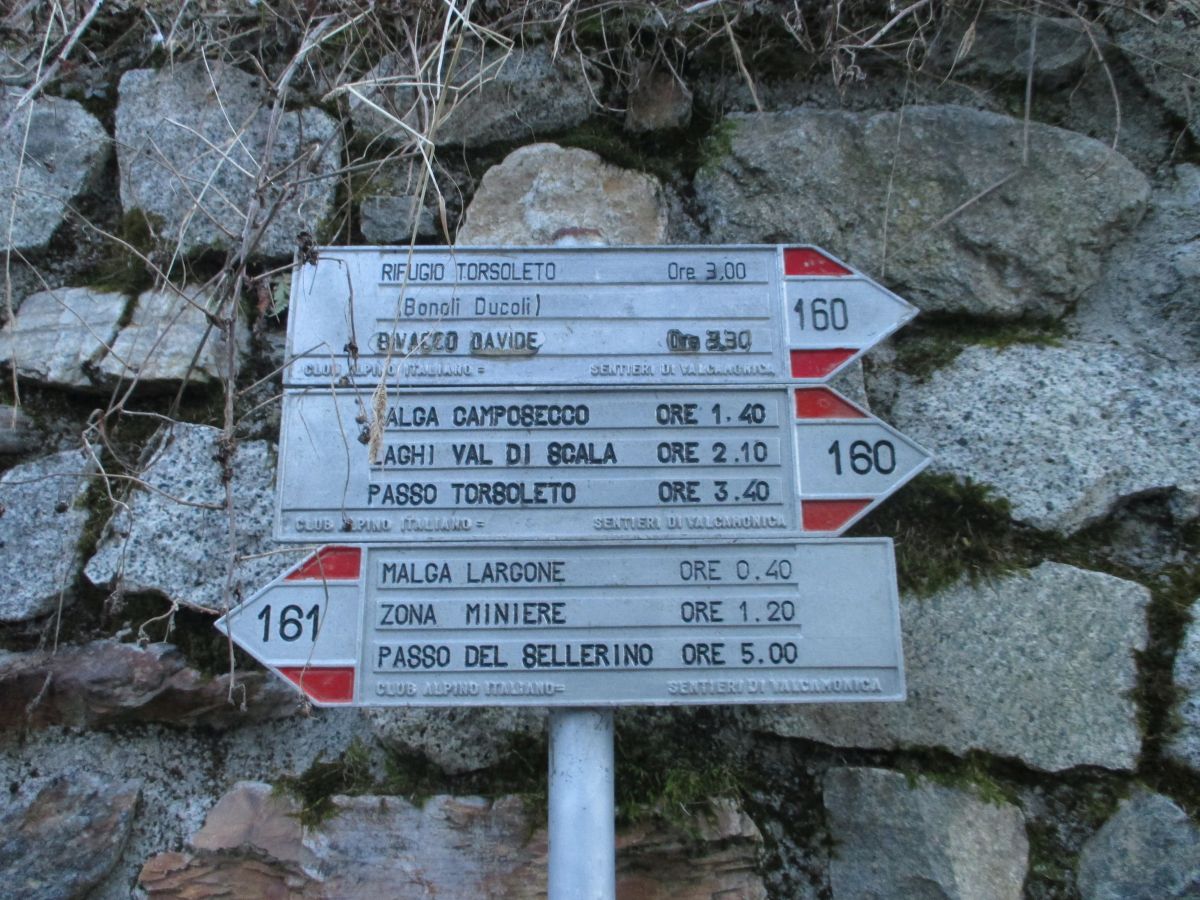 RIFUGIO TORSOLETO Ore 3,00
(Bonoli Ducoli)
BIVACCO DAVIDE Ore 3.30
160
CLUB ALPINO ITALIANO = SENTIERI DI VALCAMONICA
MALGA CAMPOSECCO ORE 1.40
LAGHI VAL DI SCALA ORE 2.10
160
PASSO TORSOLETO ORE 3.40
CLUB ALPINO ITALIANO = SENTIERI DI VALCAMONICA
MALGA LARGONE ORE 0.40
161
ZONA MINIERE ORE 1.20
PASSO DEL SELLERINO ORE 5.00
CLUB ALPINO ITALIANO = SENTIERI DI VALCAMONICA